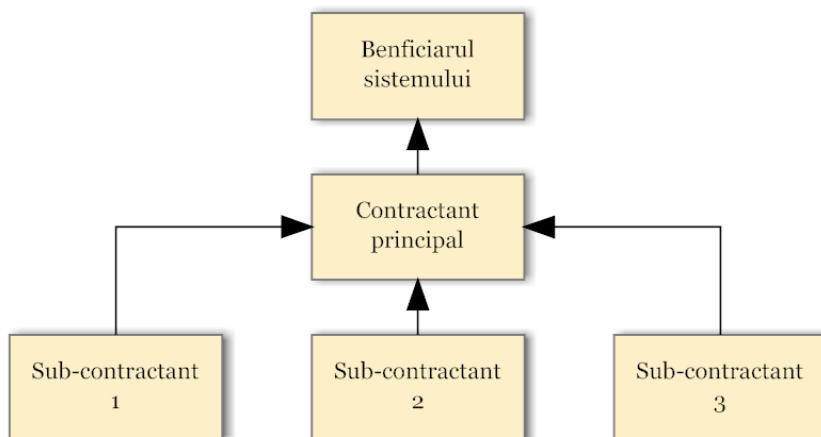 Benficiarul
sistemului
Contractant
principal
Sub-contractant
1
Sub-contractant
2
Sub-contractant
3